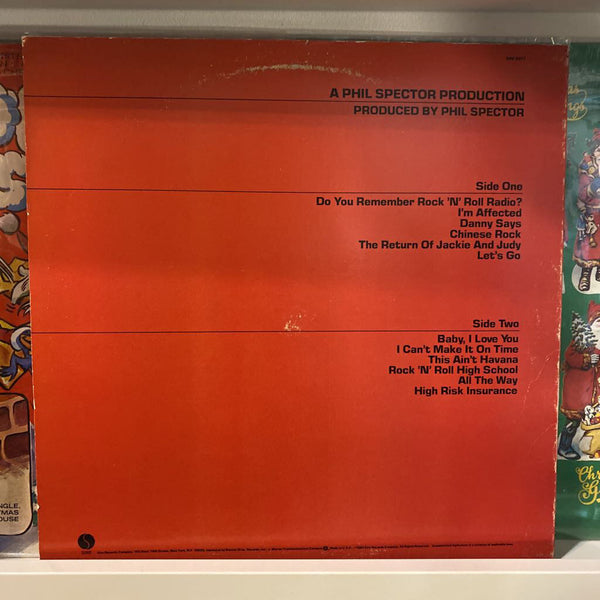 A PHIL SPECTOR PRODUCTION
PRODUCED BY PHIL SPECTOR
Side One
Do You Remember Rock 'N' Roll Radio?
I'm Affected
Danny Says
Chinese Rock
The Return Of Jackie And Judy
Let's Go
Side Two
Baby, I Love You
I Can't Make It On Time
This Ain't Havana
Rock 'N' Roll High School
All The Way
High Risk Insurance